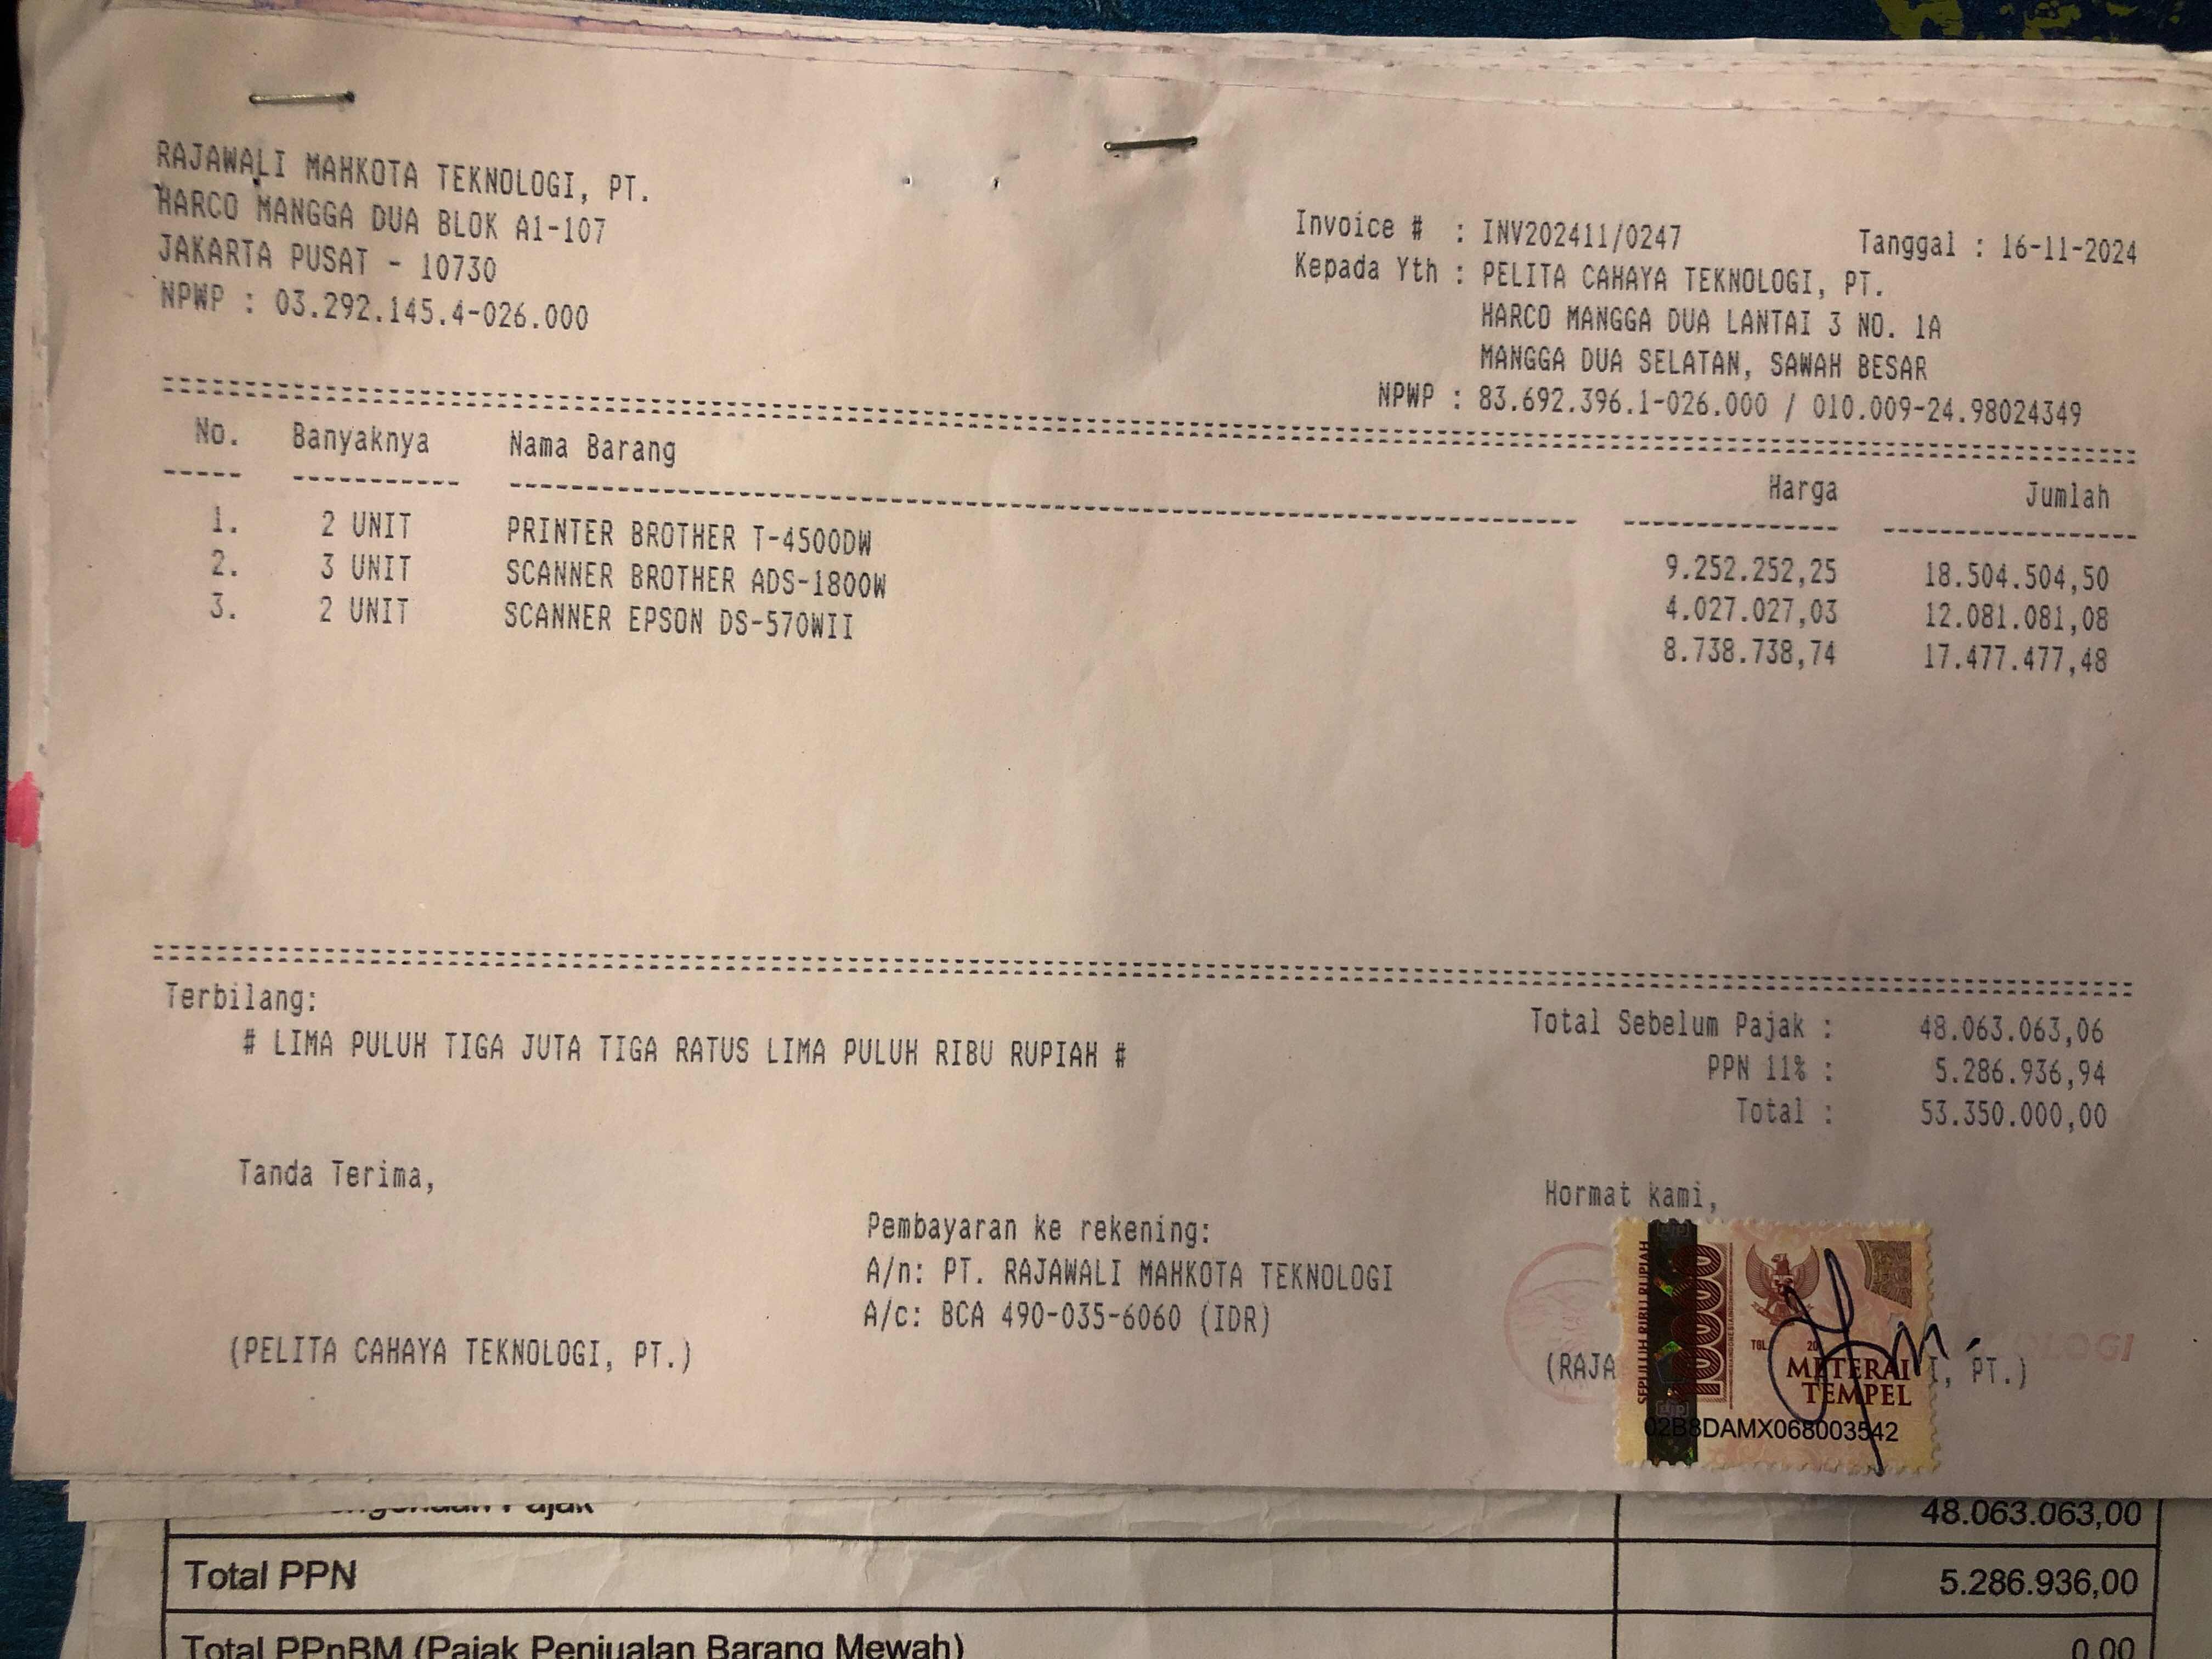 RAJAWALI MAHKOTA TEKNOLOGI, PT.
HARCO MANGGA DUA BLOK A1-107
JAKARTA PUSAT - 10730
NPWP : 03.292.145.4-026.000
Invoice # : INV202411/0247 Tanggal : 16-11-2024
Kepada Yth : PELITA CAHAYA TEKNOLOGI, PT.
HARCO MANGGA DUA LANTAI 3 NO. 1A
MANGGA DUA SELATAN, SAWAH BESAR
NPWP : 83.692.396.1-026.000 / 010.009-24.98024349
No. Banyaknya Nama Barang Harga Jumlah
1. 2 UNIT PRINTER BROTHER T-4500DW 9.252.252,25 18.504.504,50
2. 3 UNIT SCANNER BROTHER ADS-1800W 4.027.027,03 12.081.081,08
3. 2 UNIT SCANNER EPSON DS-570WII 8.738.738,74 17.477.477,48
Terbilang:
# LIMA PULUH TIGA JUTA TIGA RATUS LIMA PULUH RIBU RUPIAH #
Total Sebelum Pajak : 48.063.063,06
PPN 11% : 5.286.936,94
Total : 53.350.000,00
Tanda Terima,
(PELITA CAHAYA TEKNOLOGI, PT.)
Pembayaran ke rekening:
A/n: PT. RAJAWALI MAHKOTA TEKNOLOGI
A/c: BCA 490-035-6060 (IDR)
Hormat kami,
(RAJA I, PT.)
SEPULUH RIBU RUPIAH
10000
TGL. 20
METERAI
TEMPEL
02B8DAMX068003542
OLOGI
Pajak 48.063.063,00
Total PPN 5.286.936,00
Total PPnBM (Pajak Penjualan Barang Mewah) 0,00